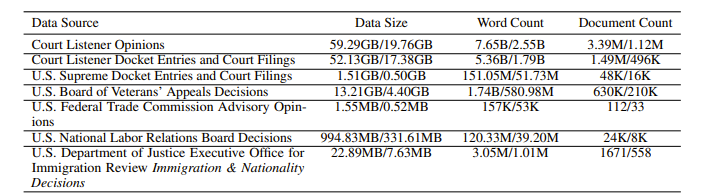 Data Source Data Size Word Count Document Count
Court Listener Opinions 59.29GB/19.76GB 7.65B/2.55B 3.39M/1.12M
Court Listener Docket Entries and Court Filings 52.13GB/17.38GB 5.36B/1.79B 1.49M/496K
U.S. Supreme Docket Entries and Court Filings 1.51GB/0.50GB 151.05M/51.73M 48K/16K
U.S. Board of Veterans' Appeals Decisions 13.21GB/4.40GB 1.74B/580.98M 630K/210K
U.S. Federal Trade Commission Advisory Opin- 1.55MB/0.52MB 157K/53K 112/33
ions
U.S. National Labor Relations Board Decisions 994.83MB/331.61MB 120.33M/39.20M 24K/8K
U.S. Department of Justice Executive Office for 22.89MB/7.63MB 3.05M/1.01M 1671/558
Immigration Review Immigration & Nationality
Decisions